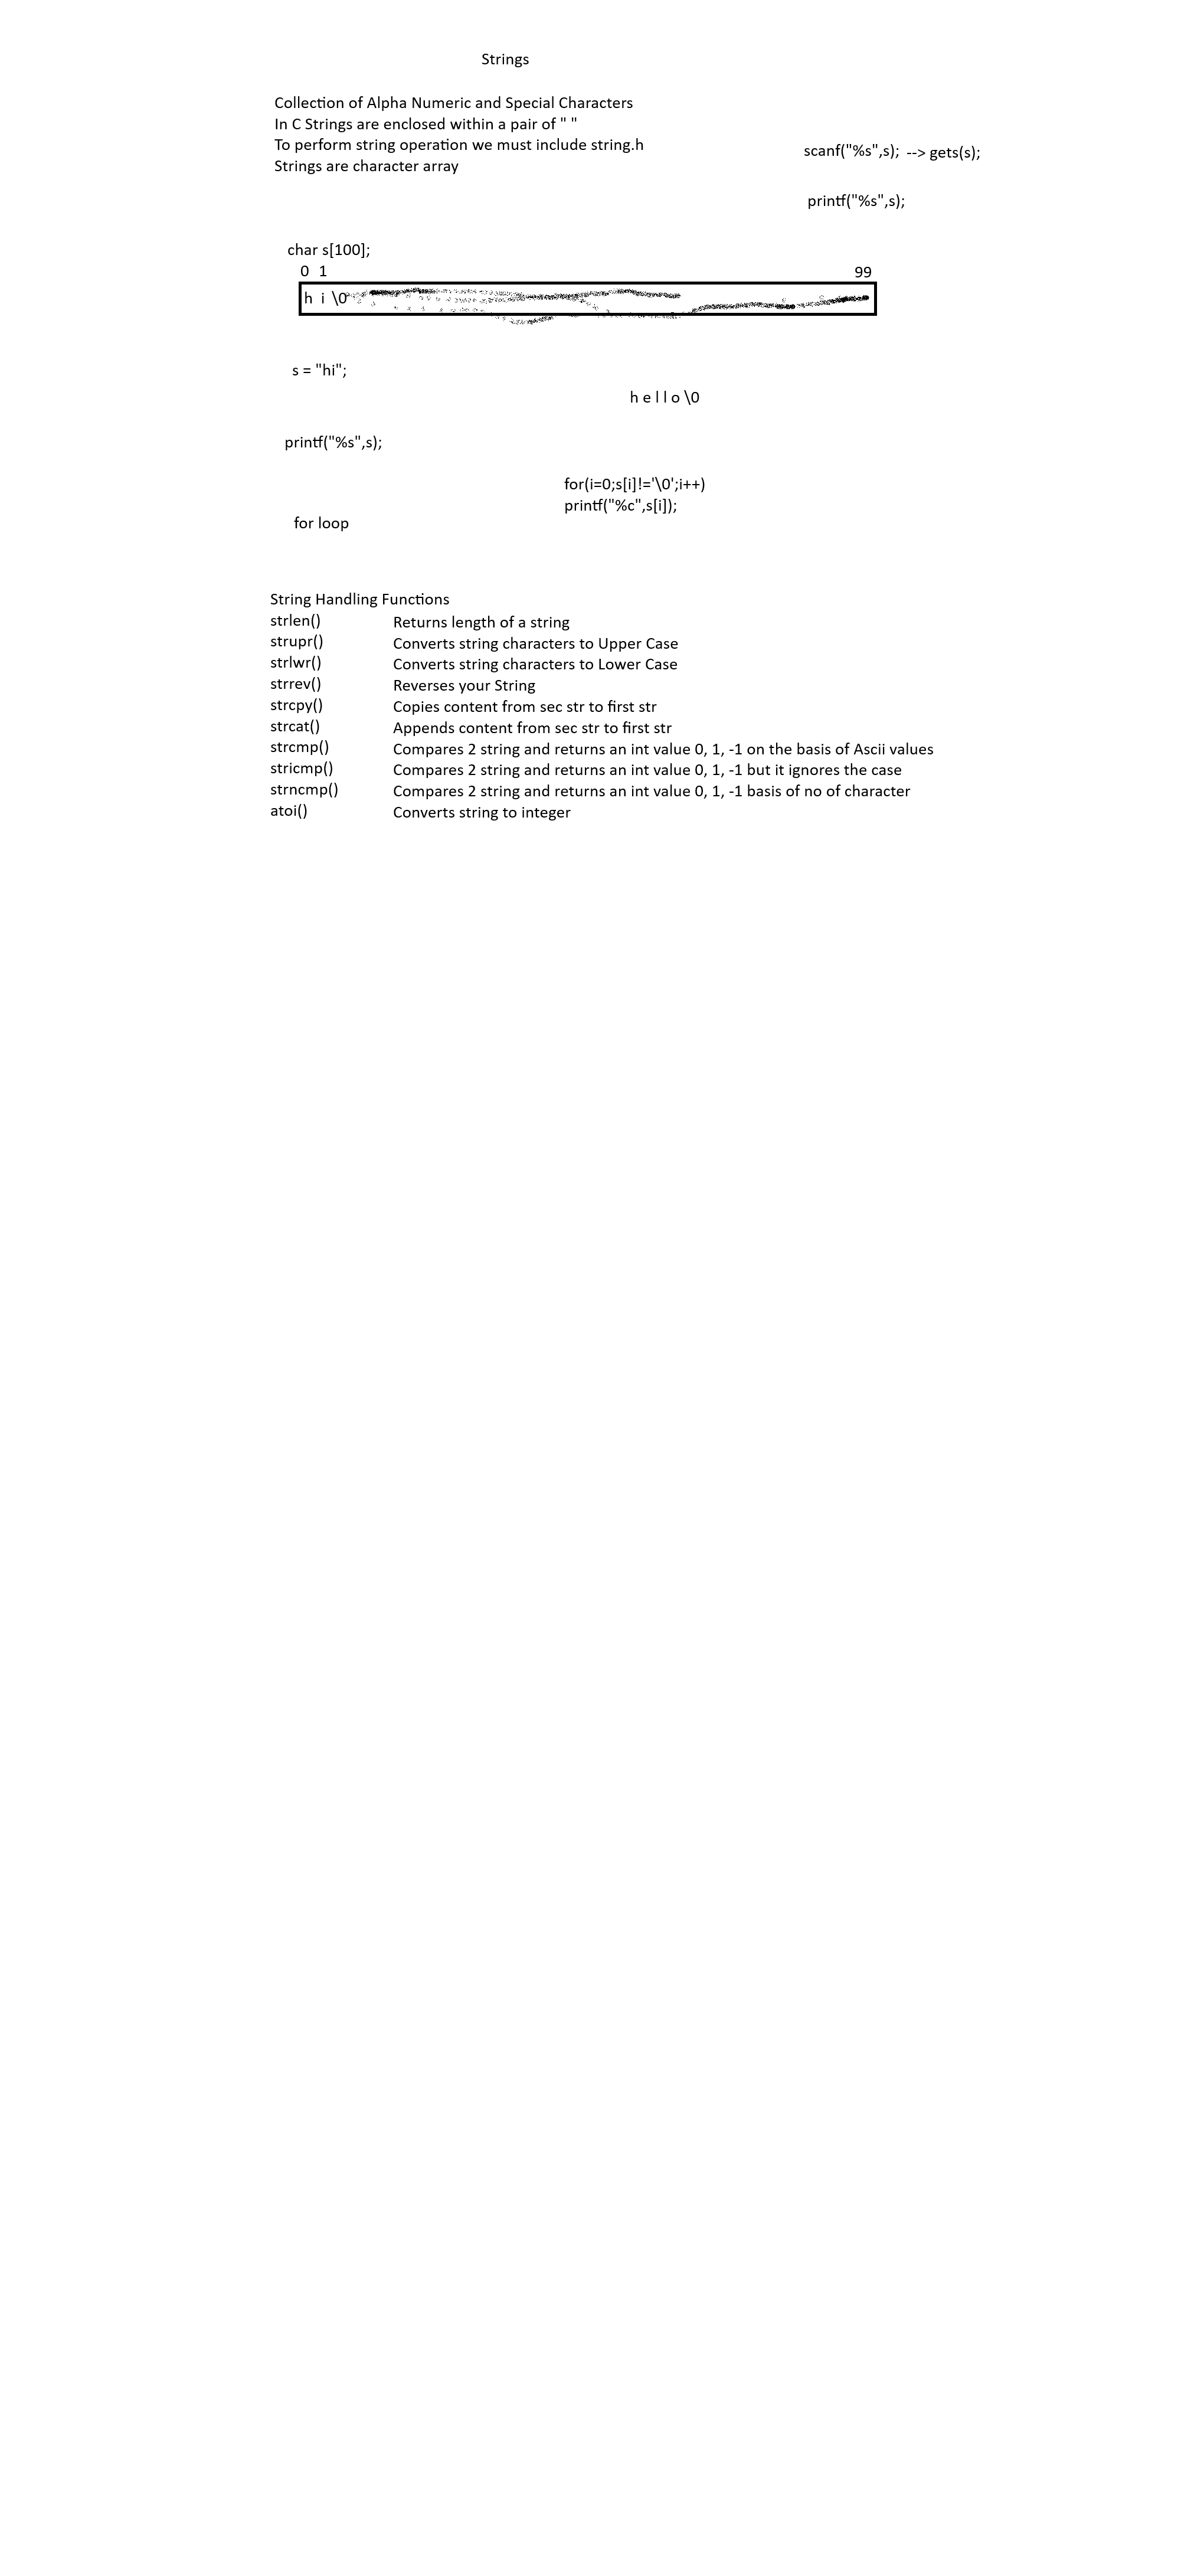 Strings
Collection of Alpha Numeric and Special Characters
In C Strings are enclosed within a pair of " "
To perform string operation we must include string.h
Strings are character array
scanf("%s",s); --> gets(s);
printf("%s",s);
char s[100];
0 1 99
h i \0
s = "hi";
h e l l o \0
printf("%s",s);
for(i=0;s[i]!='\0';i++)
printf("%c",s[i]);
for loop
String Handling Functions
strlen() Returns length of a string
strupr() Converts string characters to Upper Case
strlwr() Converts string characters to Lower Case
strrev() Reverses your String
strcpy() Copies content from sec str to first str
strcat() Appends content from sec str to first str
strcmp() Compares 2 string and returns an int value 0, 1, -1 on the basis of Ascii values
stricmp() Compares 2 string and returns an int value 0, 1, -1 but it ignores the case
strncmp() Compares 2 string and returns an int value 0, 1, -1 basis of no of character
atoi() Converts string to integer